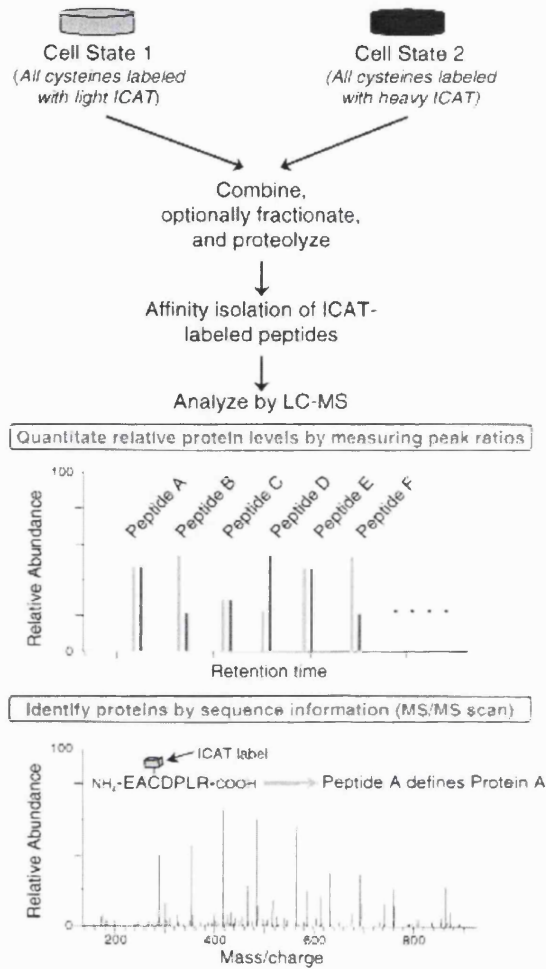 Cell State 1
(All cysteines labeled
with light ICAT)
Cell State 2
(All cysteines labeled
with heavy ICAT)
Combine,
optionally fractionate,
and proteolyze
Affinity isolation of ICAT-
labeled peptides
Analyze by LC-MS
Quantitate relative protein levels by measuring peak ratios
100
Relative Abundance
0
Peptide A
Peptide B
Peptide C
Peptide D
Peptide E
Peptide F
Retention time
Identify proteins by sequence information (MS/MS scan)
100
Relative Abundance
0
ICAT label
NH₂-EACDPLR-COOH
Peptide A defines Protein A
200 400 600 800
Mass/charge